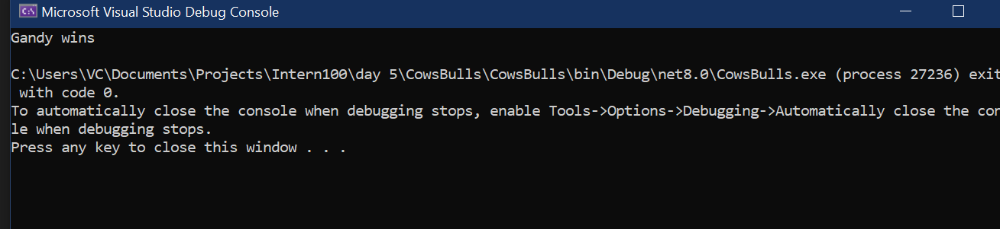 Microsoft Visual Studio Debug Console
Gandy wins
C:\Users\VC\Documents\Projects\Intern100\day 5\CowsBulls\CowsBulls\bin\Debug\net8.0\CowsBulls.exe (process 27236) exit
with code 0.
To automatically close the console when debugging stops, enable Tools->Options->Debugging->Automatically close the con
le when debugging stops.
Press any key to close this window . . .